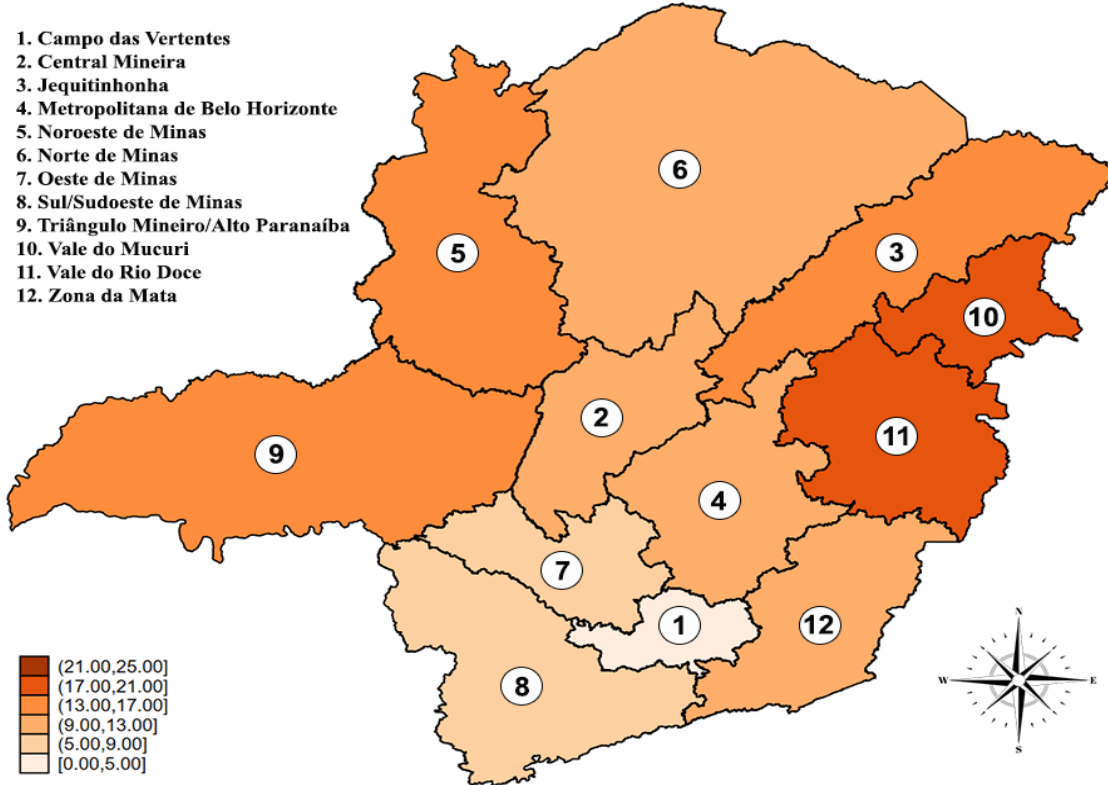 1. Campo das Vertentes
2. Central Mineira
3. Jequitinhonha
4. Metropolitana de Belo Horizonte
5. Noroeste de Minas
6. Norte de Minas
7. Oeste de Minas
8. Sul/Sudoeste de Minas
9. Triângulo Mineiro/Alto Paranaíba
10. Vale do Mucuri
11. Vale do Rio Doce
12. Zona da Mata
6
5
3
10
2
11
9
4
7
1
12
8
(21.00,25.00]
(17.00,21.00]
(13.00,17.00]
(9.00,13.00]
(5.00,9.00]
[0.00,5.00]
N
W
E
S